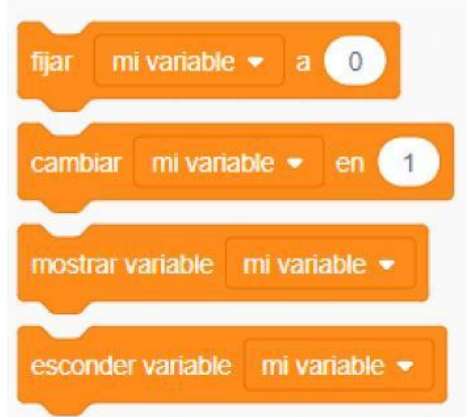 fijar mi variable a 0
cambiar mi variable en 1
mostrar variable mi variable
esconder variable mi variable